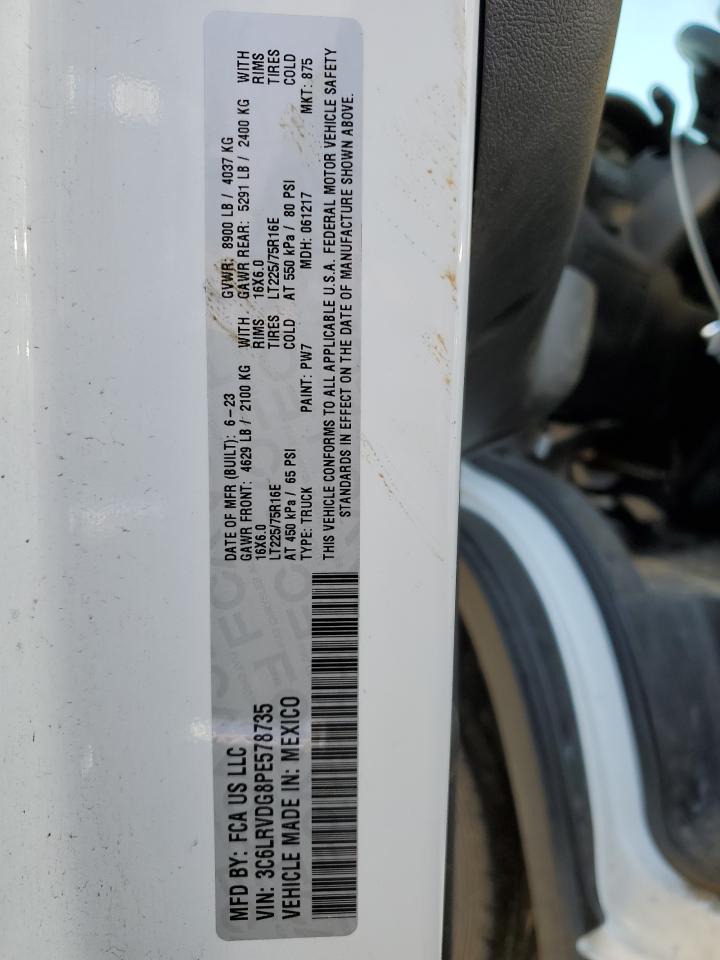 MFD BY: FCA US LLC
VIN: 3C6LRVDG8PE578735
VEHICLE MADE IN: MEXICO
DATE OF MFR (BUILT): 6-23 GVWR: 8900 LB / 4037 KG
GAWR FRONT: 4629 LB / 2100 KG WITH GAWR REAR: 5291 LB / 2400 KG WITH
16X6.0 RIMS 16X6.0 RIMS
LT225/75R16E TIRES LT225/75R16E TIRES
AT 450 kPa / 65 PSI COLD AT 550 kPa / 80 PSI COLD
TYPE: TRUCK PAINT: PW7 MDH: 061217 MKT: 875
THIS VEHICLE CONFORMS TO ALL APPLICABLE U.S.A. FEDERAL MOTOR VEHICLE SAFETY
STANDARDS IN EFFECT ON THE DATE OF MANUFACTURE SHOWN ABOVE.